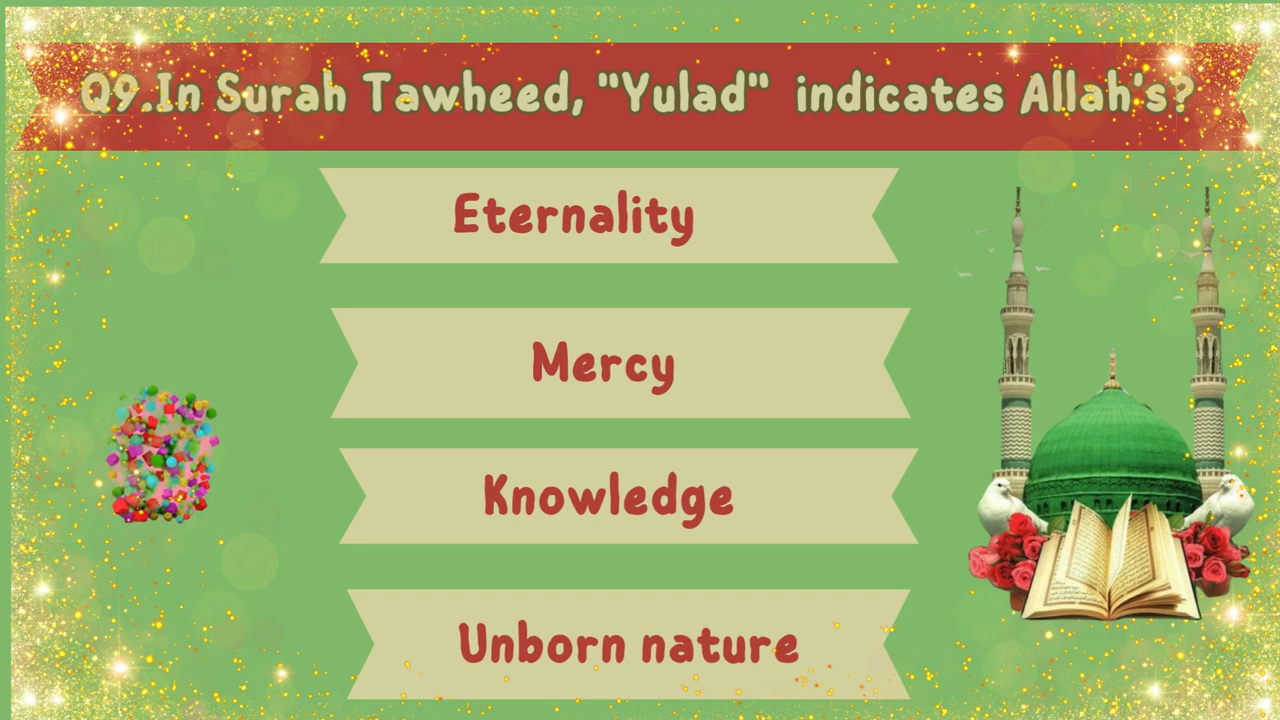 Q9.In Surah Tawheed, "Yulad" indicates Allah's?
Eternality
Mercy
Knowledge
Unborn nature